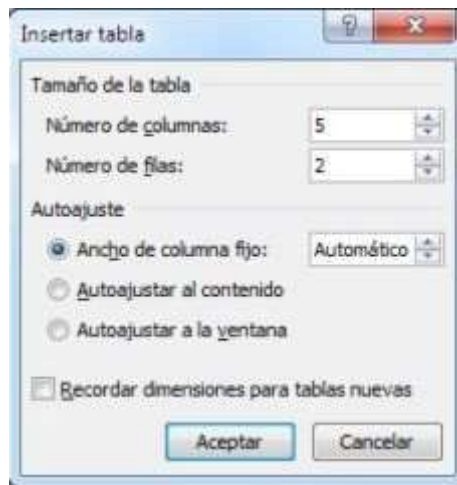 Insertar tabla
Tamaño de la tabla
Número de columnas: 5
Número de filas: 2
Autoajuste
Ancho de columna fijo: Automático
Autoajustar al contenido
Autoajustar a la ventana
Recordar dimensiones para tablas nuevas
Aceptar Cancelar